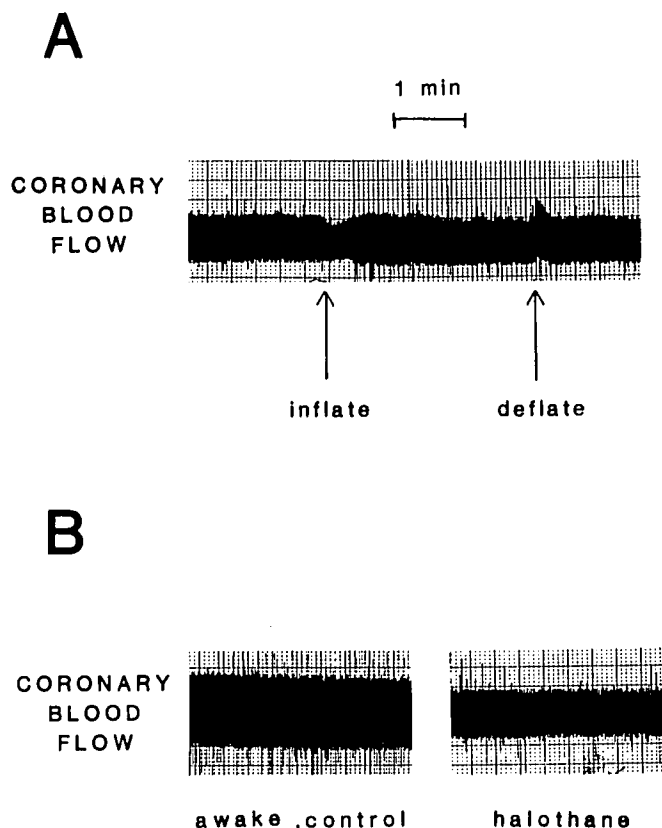 A
1 min
CORONARY
BLOOD
FLOW
inflate
deflate
B
CORONARY
BLOOD
FLOW
awake .control
halothane